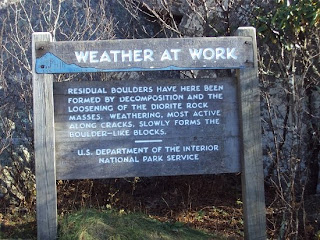 WEATHER AT WORK
RESIDUAL BOULDERS HAVE HERE BEEN
FORMED BY DECOMPOSITION AND THE
LOOSENING OF THE DIORITE ROCK
MASSES. WEATHERING, MOST ACTIVE
ALONG CRACKS, SLOWLY FORMS THE
BOULDER-LIKE BLOCKS.
U.S. DEPARTMENT OF THE INTERIOR
NATIONAL PARK SERVICE